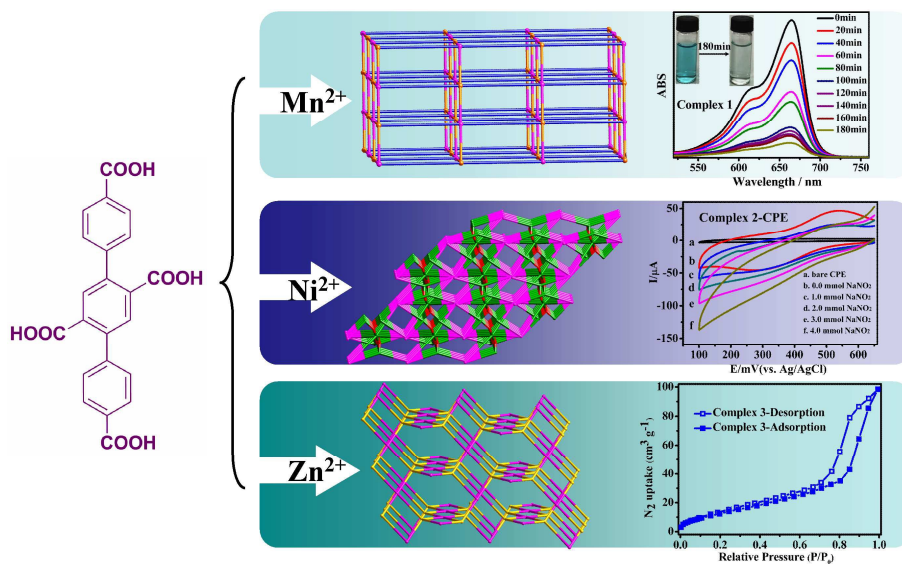 COOH
COOH
HOOC
COOH
Mn²⁺
Ni²⁺
Zn²⁺
ABS
180min
Complex 1
0min
20min
40min
60min
80min
100min
120min
140min
160min
180min
550 600 650 700 750
Wavelength / nm
I/μA
50
0
-50
-100
-150
Complex 2-CPE
a
b
c
d
e
f
a. bare CPE
b. 0.0 mmol NaNO₂
c. 1.0 mmol NaNO₂
d. 2.0 mmol NaNO₂
e. 3.0 mmol NaNO₂
f. 4.0 mmol NaNO₂
100 200 300 400 500 600
E/mV(vs. Ag/AgCl)
N₂ uptake (cm³ g⁻¹)
100
80
60
40
20
0
Complex 3-Desorption
Complex 3-Adsorption
0.0 0.2 0.4 0.6 0.8 1.0
Relative Pressure (P/P₀)